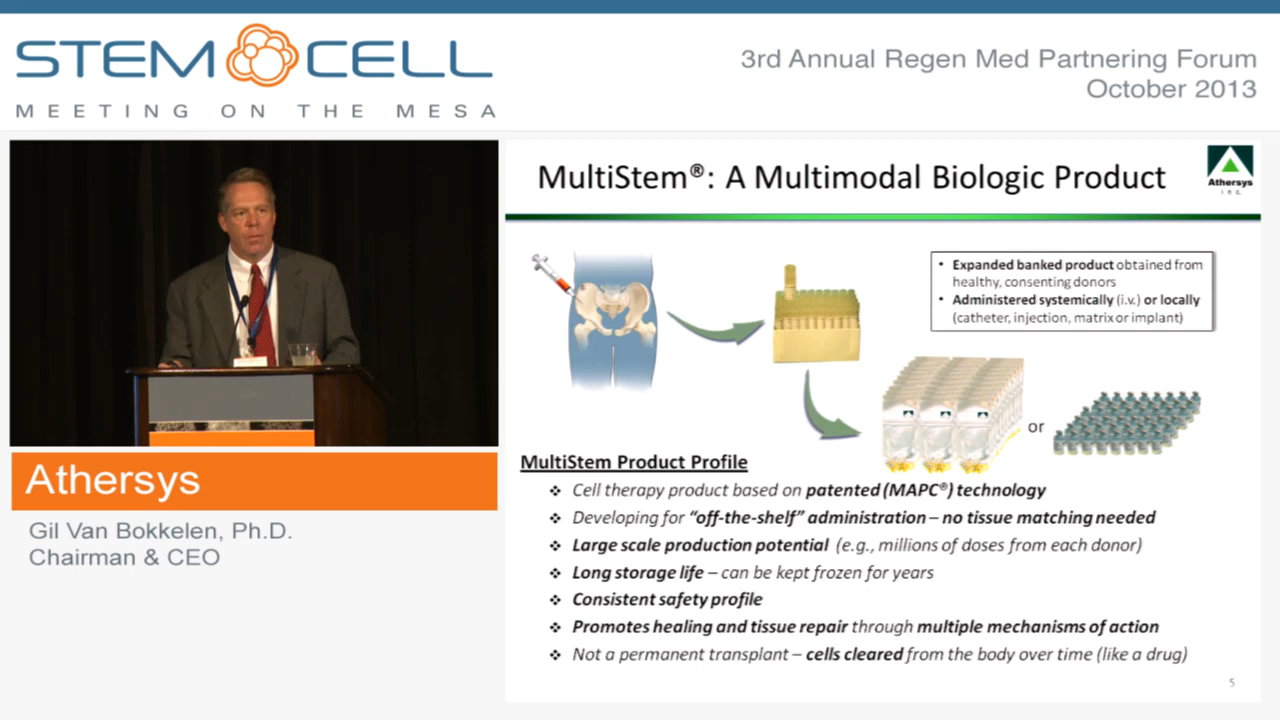 STEM CELL
MEETING ON THE MESA
3rd Annual Regen Med Partnering Forum
October 2013
MultiStem®: A Multimodal Biologic Product
Athersys
inc.
• Expanded banked product obtained from
healthy, consenting donors
• Administered systemically (i.v.) or locally
(catheter, injection, matrix or implant)
or
MultiStem Product Profile
❖ Cell therapy product based on patented (MAPC®) technology
❖ Developing for “off-the-shelf” administration – no tissue matching needed
❖ Large scale production potential (e.g., millions of doses from each donor)
❖ Long storage life – can be kept frozen for years
❖ Consistent safety profile
❖ Promotes healing and tissue repair through multiple mechanisms of action
❖ Not a permanent transplant – cells cleared from the body over time (like a drug)
5
Athersys
Gil Van Bokkelen, Ph.D.
Chairman & CEO